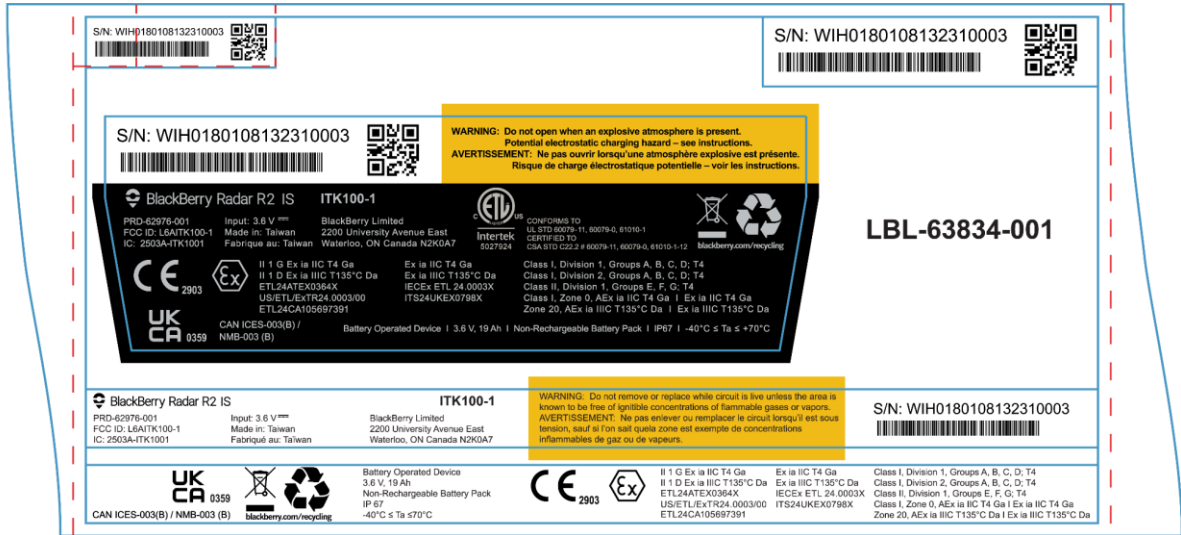 S/N: WIH0180108132310003
S/N: WIH0180108132310003
S/N: WIH0180108132310003
WARNING: Do not open when an explosive atmosphere is present.
Potential electrostatic charging hazard – see instructions.
AVERTISSEMENT: Ne pas ouvrir lorsqu'une atmosphère explosive est présente.
Risque de charge électrostatique potentielle – voir les instructions.
BlackBerry Radar R2 IS ITK100-1
PRD-62976-001
FCC ID: L6AITK100-1
IC: 2503A-ITK1001
Input: 3.6 V
Made in: Taiwan
Fabrique au: Taiwan
BlackBerry Limited
2200 University Avenue East
Waterloo, ON Canada N2K0A7
C ETL US
Intertek
5027924
CONFORMS TO
UL STD 60079-11, 60079-0, 61010-1
CERTIFIED TO
CSA STD C22.2 # 60079-11, 60079-0, 61010-1-12
blackberry.com/recycling
LBL-63834-001
CE 2903
Ex
II 1 G Ex ia IIC T4 Ga
II 1 D Ex ia IIIC T135°C Da
ETL24ATEX0364X
US/ETL/ExTR24.0003/00
ETL24CA105697391
Ex ia IIC T4 Ga
Ex ia IIIC T135°C Da
IECEx ETL 24.0003X
ITS24UKEX0798X
Class I, Division 1, Groups A, B, C, D; T4
Class I, Division 2, Groups A, B, C, D; T4
Class II, Division 1, Groups E, F, G; T4
Class I, Zone 0, AEx ia IIC T4 Ga I Ex ia IIC T4 Ga
Zone 20, AEx ia IIIC T135°C Da I Ex ia IIIC T135°C Da
UK CA 0359
CAN ICES-003(B) /
NMB-003 (B)
Battery Operated Device I 3.6 V, 19 Ah I Non-Rechargeable Battery Pack I IP67 I -40°C ≤ Ta ≤ +70°C
BlackBerry Radar R2 IS ITK100-1
PRD-62976-001
FCC ID: L6AITK100-1
IC: 2503A-ITK1001
Input: 3.6 V
Made in: Taiwan
Fabriqué au: Taïwan
BlackBerry Limited
2200 University Avenue East
Waterloo, ON Canada N2K0A7
WARNING: Do not remove or replace while circuit is live unless the area is
known to be free of ignitible concentrations of flammable gases or vapors.
AVERTISSEMENT: Ne pas enlever ou remplacer le circuit lorsqu'il est sous
tension, sauf si l'on sait quela zone est exempte de concentrations
inflammables de gaz ou de vapeurs.
S/N: WIH0180108132310003
UK CA 0359
CAN ICES-003(B) / NMB-003 (B)
blackberry.com/recycling
Battery Operated Device
3.6 V, 19 Ah
Non-Rechargeable Battery Pack
IP 67
-40°C ≤ Ta ≤70°C
CE 2903
Ex
II 1 G Ex ia IIC T4 Ga
II 1 D Ex ia IIIC T135°C Da
ETL24ATEX0364X
US/ETL/ExTR24.0003/00
ETL24CA105697391
Ex ia IIC T4 Ga
Ex ia IIIC T135°C Da
IECEx ETL 24.0003X
ITS24UKEX0798X
Class I, Division 1, Groups A, B, C, D; T4
Class I, Division 2, Groups A, B, C, D; T4
Class II, Division 1, Groups E, F, G; T4
Class I, Zone 0, AEx ia IIC T4 Ga I Ex ia IIC T4 Ga
Zone 20, AEx ia IIIC T135°C Da I Ex ia IIIC T135°C Da